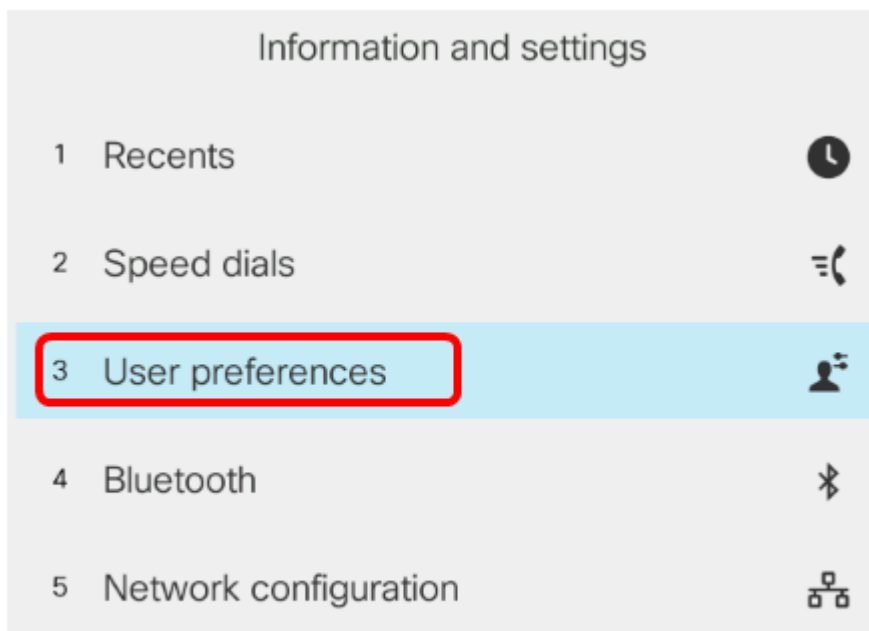 Information and settings
1 Recents
2 Speed dials
3 User preferences
4 Bluetooth
5 Network configuration